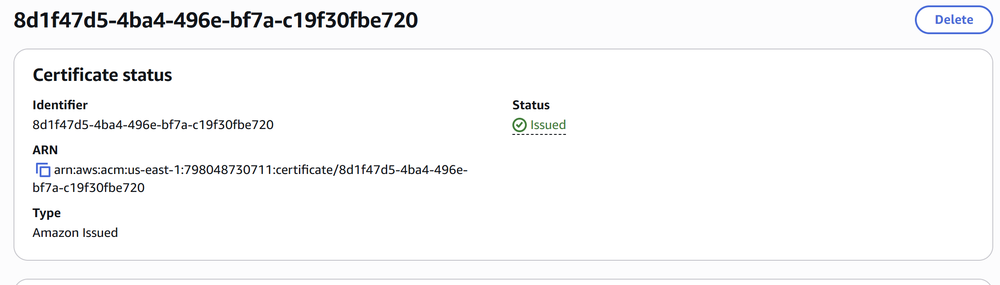 8d1f47d5-4ba4-496e-bf7a-c19f30fbe720
Delete
Certificate status
Identifier
8d1f47d5-4ba4-496e-bf7a-c19f30fbe720
Status
Issued
ARN
arn:aws:acm:us-east-1:798048730711:certificate/8d1f47d5-4ba4-496e-
bf7a-c19f30fbe720
Type
Amazon Issued